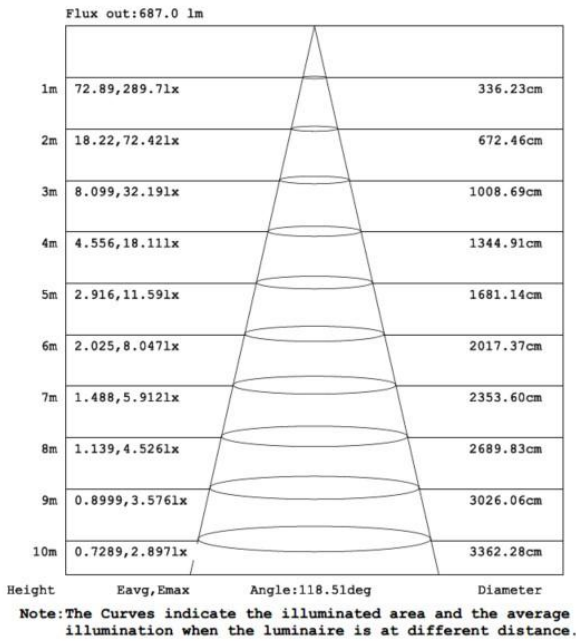 Flux out:687.0 lm
1m 72.89,289.7lx 336.23cm
2m 18.22,72.42lx 672.46cm
3m 8.099,32.19lx 1008.69cm
4m 4.556,18.11lx 1344.91cm
5m 2.916,11.59lx 1681.14cm
6m 2.025,8.047lx 2017.37cm
7m 1.488,5.912lx 2353.60cm
8m 1.139,4.526lx 2689.83cm
9m 0.8999,3.576lx 3026.06cm
10m 0.7289,2.897lx 3362.28cm
Height Eavg,Emax Angle:118.51deg Diameter
Note:The Curves indicate the illuminated area and the average
illumination when the luminaire is at different distance.